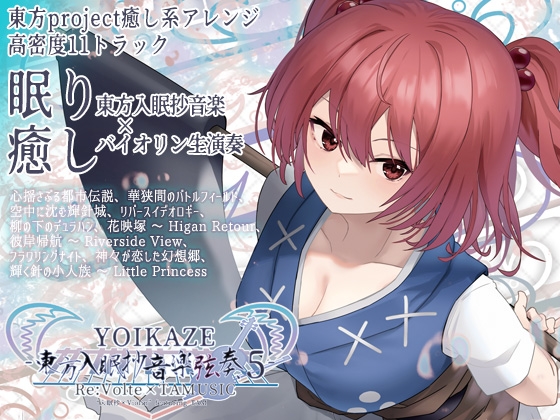 東方project癒し系アレンジ
高密度11トラック
眠り癒し
東方入眠抄音楽
×
バイオリン生演奏
心揺さぶる都市伝説、華狭間のバトルフィールド、
空中に沈む輝針城、リバースイデオロギー、
柳の下のデュラハン、花映塚 ～ Higan Retour、
彼岸帰航 ～ Riverside View、
フラワリングナイト、神々が恋した幻想郷、
輝く針の小人族 ～ Little Princess
YOIKAZE
東方入眠抄音楽弦奏5
Re:Volte×TAMUSIC